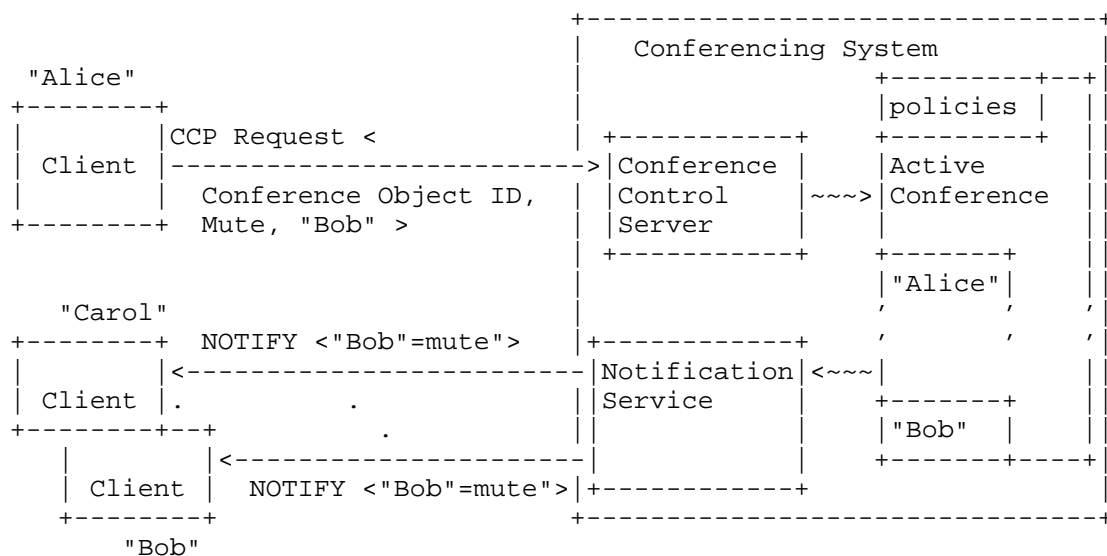 Conferencing System
"Alice"
policies
CCP Request <
Client Conference Active
Conference Object ID, Control ~~~> Conference
Mute, "Bob" > Server
"Alice"
"Carol"
NOTIFY <"Bob"=mute">
Notification <~~~
Client . . Service
. "Bob"
Client NOTIFY <"Bob"=mute">
"Bob"